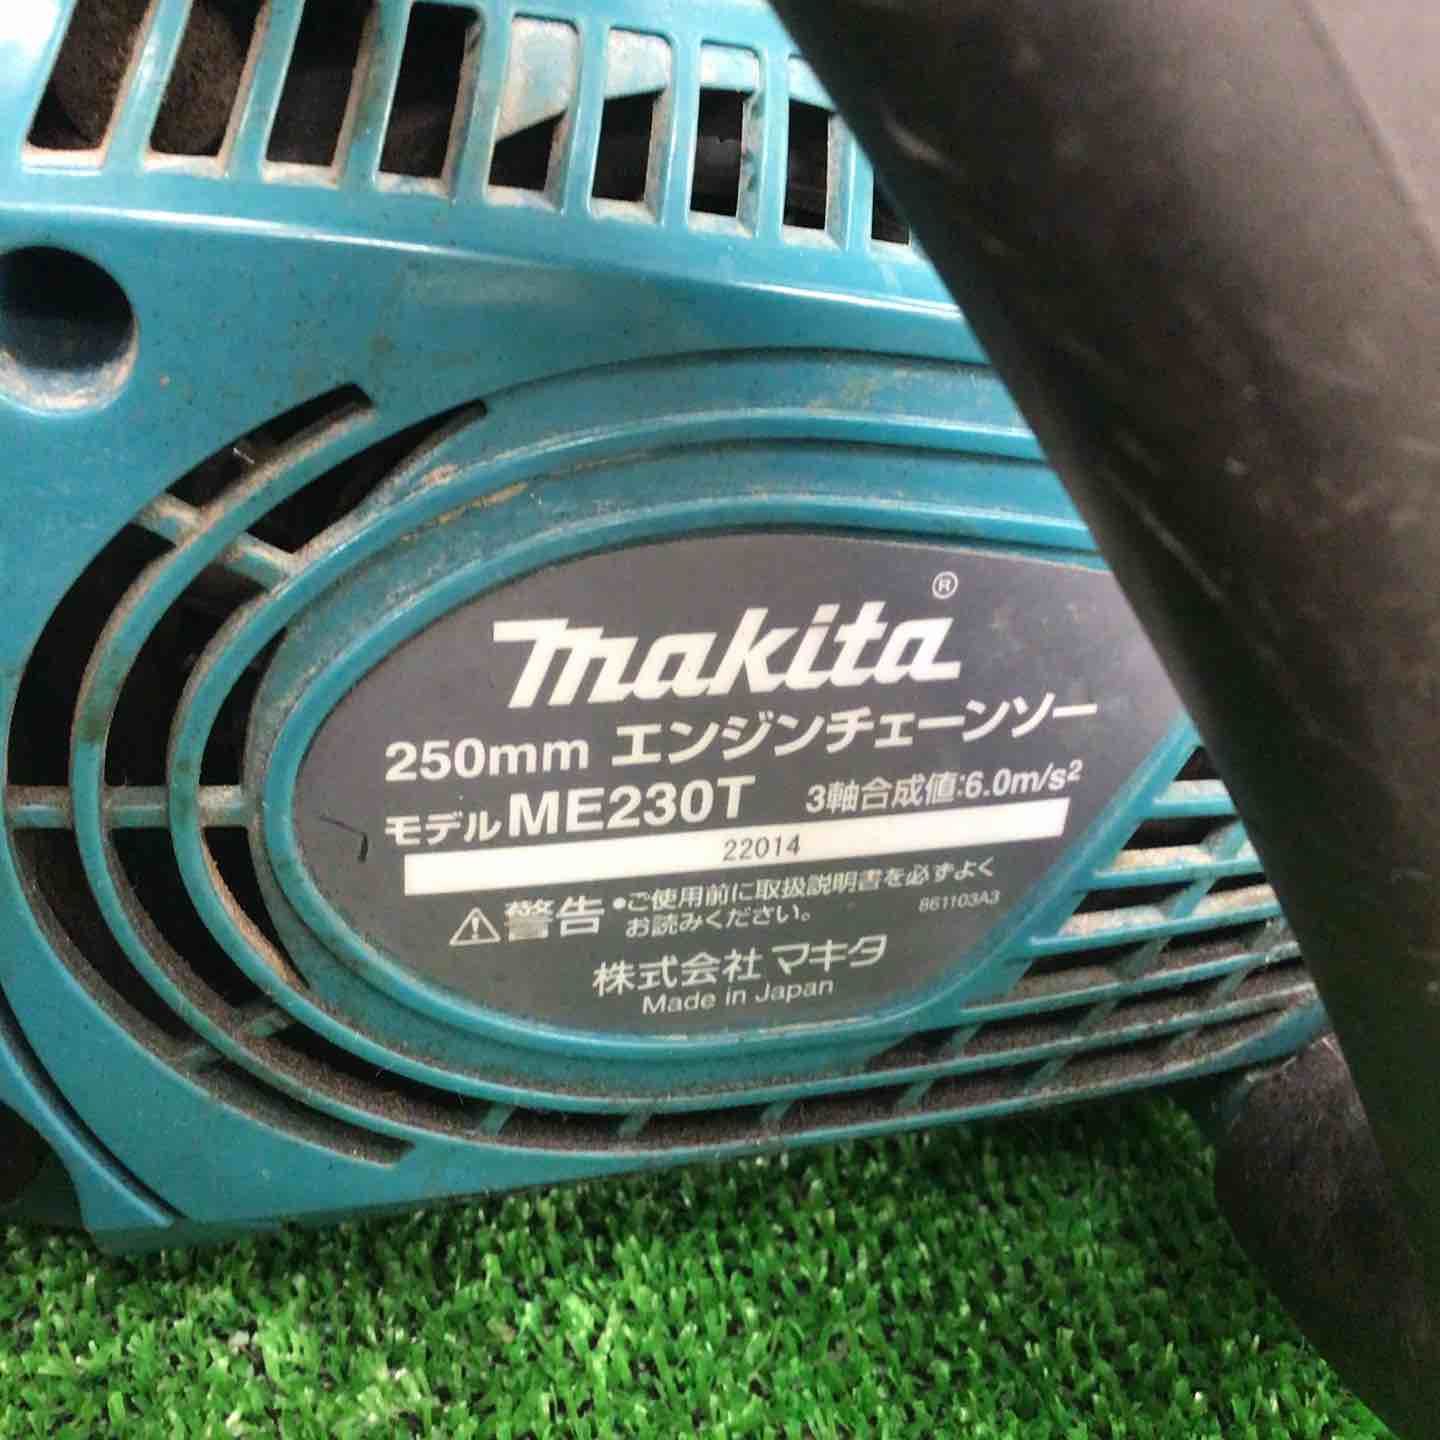 makita®
250mm エンジンチェーンソー
モデル ME230T 3軸合成値:6.0m/s²
22014
警告 •ご使用前に取扱説明書を必ずよく
お読みください。
861103A3
株式会社 マキタ
Made in Japan